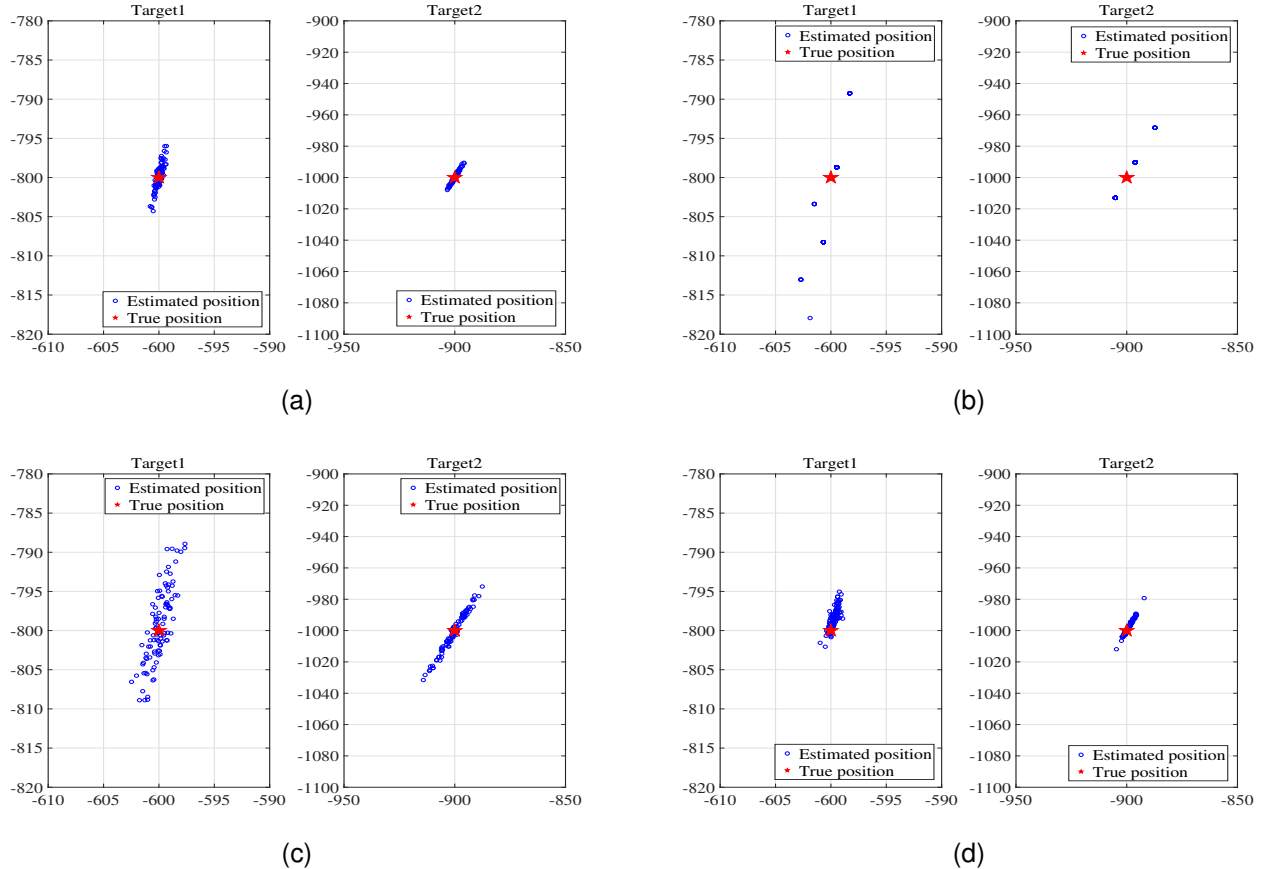 Target1
-780
-785
-790
-795
-800
-805
-810
-815
-820
-610 -605 -600 -595 -590
Estimated position
True position
Target2
-900
-920
-940
-960
-980
-1000
-1020
-1040
-1060
-1080
-1100
-950 -900 -850
Estimated position
True position
(a)
Target1
-780
-785
-790
-795
-800
-805
-810
-815
-820
-610 -605 -600 -595 -590
Estimated position
True position
Target2
-900
-920
-940
-960
-980
-1000
-1020
-1040
-1060
-1080
-1100
-950 -900 -850
Estimated position
True position
(b)
Target1
-780
-785
-790
-795
-800
-805
-810
-815
-820
-610 -605 -600 -595 -590
Estimated position
True position
Target2
-900
-920
-940
-960
-980
-1000
-1020
-1040
-1060
-1080
-1100
-950 -900 -850
Estimated position
True position
(c)
Target1
-780
-785
-790
-795
-800
-805
-810
-815
-820
-610 -605 -600 -595 -590
Estimated position
True position
Target2
-900
-920
-940
-960
-980
-1000
-1020
-1040
-1060
-1080
-1100
-950 -900 -850
Estimated position
True position
(d)